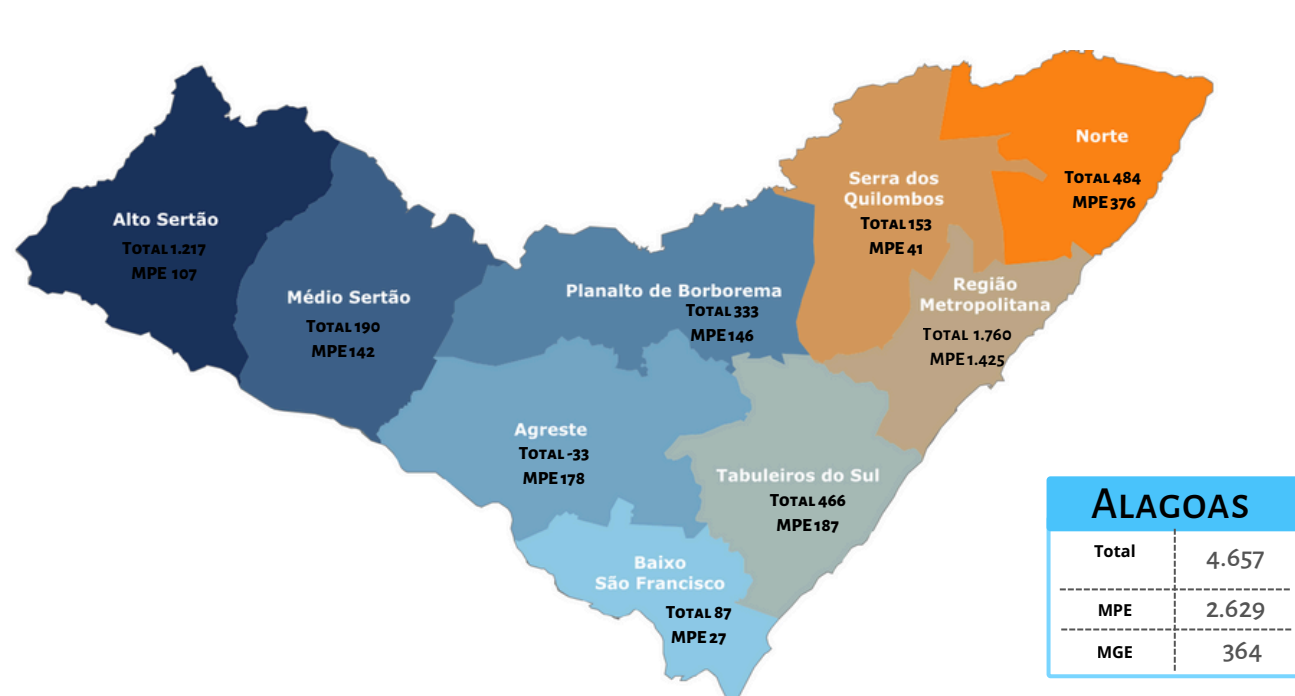 Norte
Total 484
MPE 376
Serra dos
Quilombos
Total 153
MPE 41
Alto Sertão
Total 1.217
MPE 107
Médio Sertão
Total 190
MPE 142
Planalto de Borborema
Total 333
MPE 146
Região
Metropolitana
Total 1.760
MPE 1.425
Agreste
Total -33
MPE 178
Tabuleiros do Sul
Total 466
MPE 187
Baixo
São Francisco
Total 87
MPE 27
Alagoas
Total 4.657
MPE 2.629
MGE 364